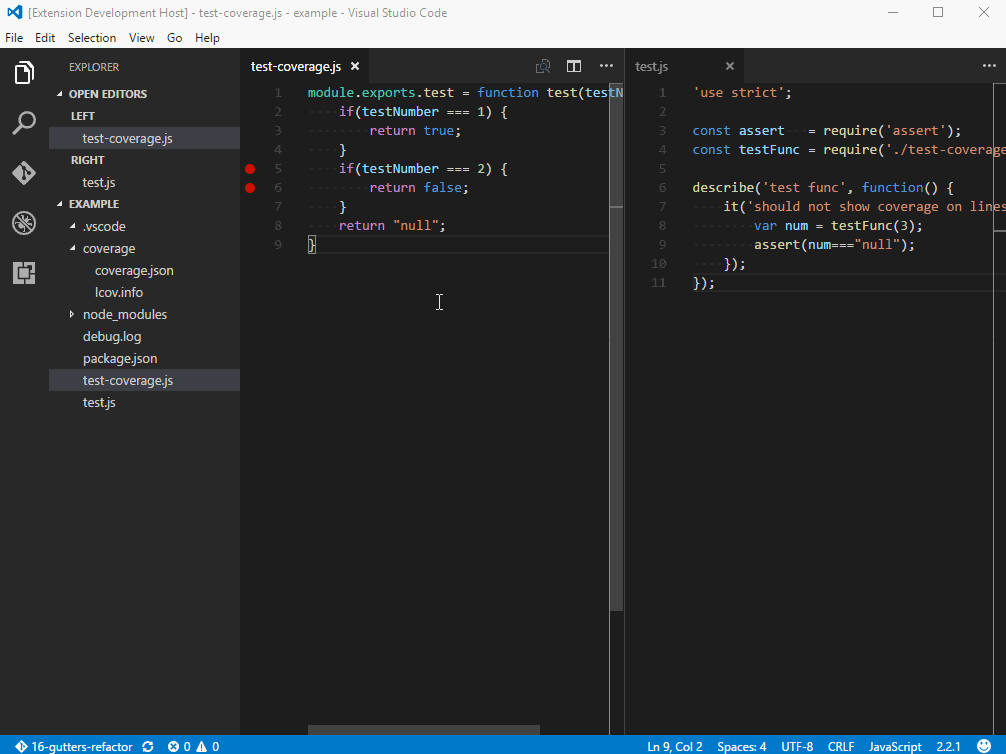 [Extension Development Host] - test-coverage.js - example - Visual Studio Code
File Edit Selection View Go Help
EXPLORER
OPEN EDITORS
LEFT
test-coverage.js
RIGHT
test.js
EXAMPLE
.vscode
coverage
coverage.json
lcov.info
node_modules
debug.log
package.json
test-coverage.js
test.js
test-coverage.js
1 module.exports.test = function test(testN
2 if(testNumber === 1) {
3 return true;
4 }
5 if(testNumber === 2) {
6 return false;
7 }
8 return "null";
9 }
test.js
1 'use strict';
2
3 const assert = require('assert');
4 const testFunc = require('./test-coverage
5
6 describe('test func', function() {
7 it('should not show coverage on lines
8 var num = testFunc(3);
9 assert(num==="null");
10 });
11 });
16-gutters-refactor 0 0 Ln 9, Col 2 Spaces: 4 UTF-8 CRLF JavaScript 2.2.1